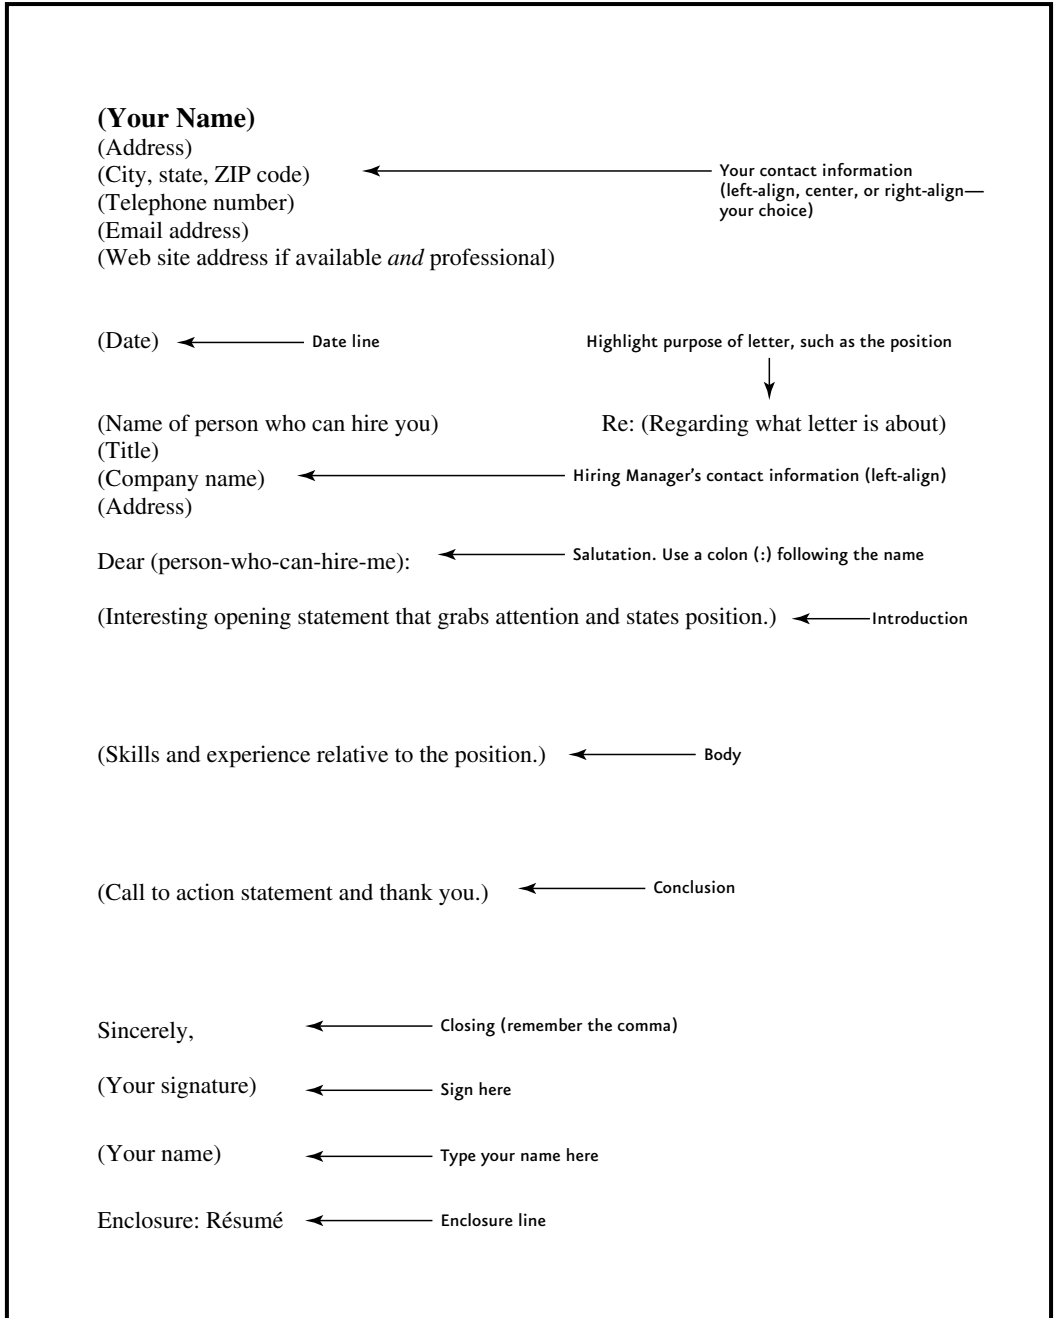 (Your Name)
(Address)
(City, state, ZIP code)
(Telephone number)
(Email address)
(Web site address if available and professional)
Your contact information
(left-align, center, or right-align—
your choice)
(Date)
Date line
Highlight purpose of letter, such as the position
(Name of person who can hire you)
Re: (Regarding what letter is about)
(Title)
(Company name)
(Address)
Hiring Manager's contact information (left-align)
Dear (person-who-can-hire-me):
Salutation. Use a colon (:) following the name
(Interesting opening statement that grabs attention and states position.)
Introduction
(Skills and experience relative to the position.)
Body
(Call to action statement and thank you.)
Conclusion
Sincerely,
Closing (remember the comma)
(Your signature)
Sign here
(Your name)
Type your name here
Enclosure: Résumé
Enclosure line